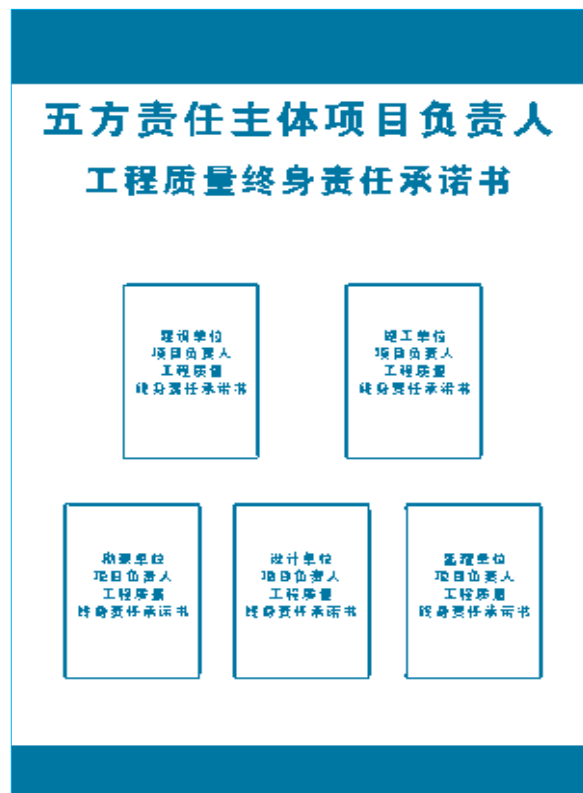 五方责任主体项目负责人
工程质量终身责任承诺书
建设单位
项目负责人
工程质量
终身责任承诺书
施工单位
项目负责人
工程质量
终身责任承诺书
勘察单位
项目负责人
工程质量
终身责任承诺书
设计单位
项目负责人
工程质量
终身责任承诺书
监理单位
项目负责人
工程质量
终身责任承诺书